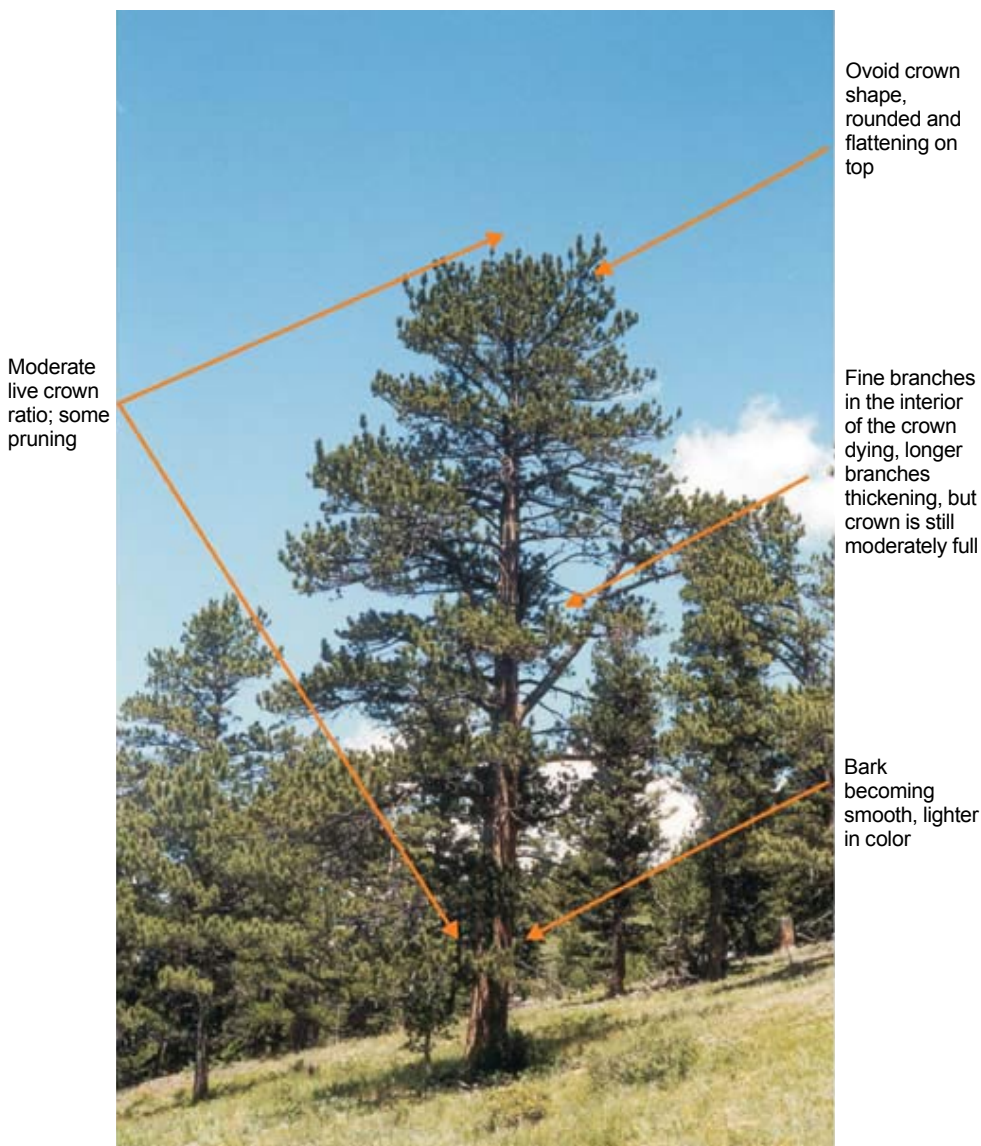 Ovoid crown
shape,
rounded and
flattening on
top
Moderate
live crown
ratio; some
pruning
Fine branches
in the interior
of the crown
dying, longer
branches
thickening, but
crown is still
moderately full
Bark
becoming
smooth, lighter
in color